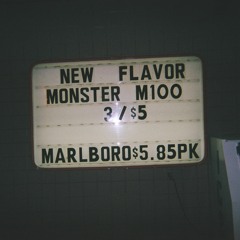 NEW FLAVOR
MONSTER M100
3/$5
MARLBORO$5.85PK